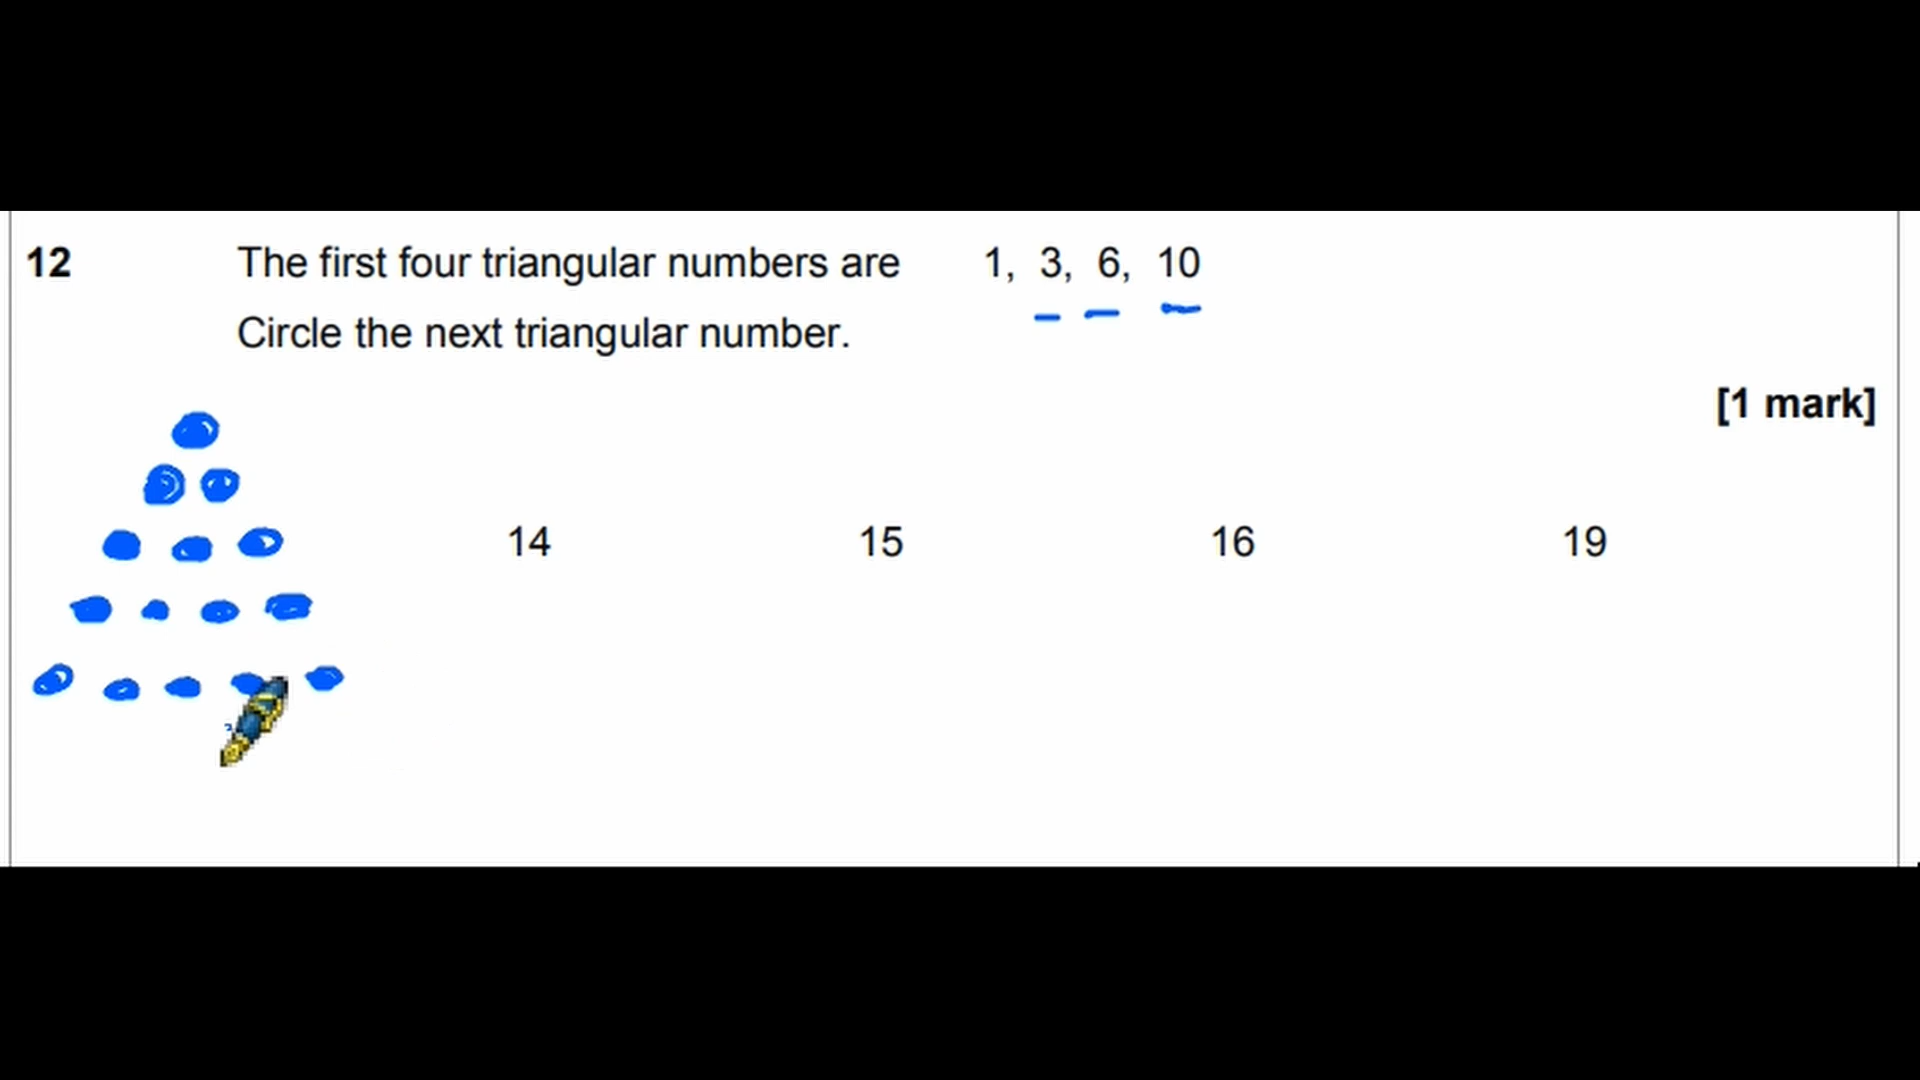 12 The first four triangular numbers are 1, 3, 6, 10
Circle the next triangular number.
[1 mark]
14 15 16 19